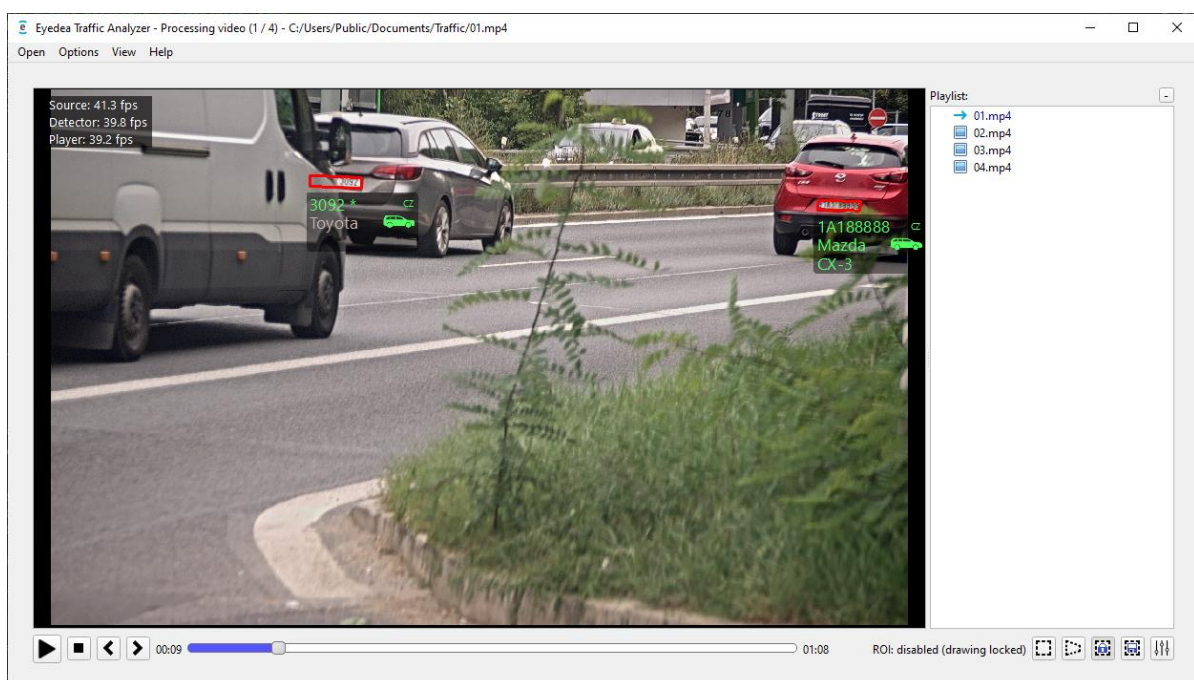 Eyedea Traffic Analyzer - Processing video (1 / 4) - C:/Users/Public/Documents/Traffic/01.mp4
Open Options View Help
Source: 41.3 fps
Detector: 39.8 fps
Player: 39.2 fps
Playlist:
-
01.mp4
02.mp4
03.mp4
04.mp4
3092
3092 * CZ
Toyota
1A188888 CZ
Mazda
CX-3
00:09
01:08
ROI: disabled (drawing locked)